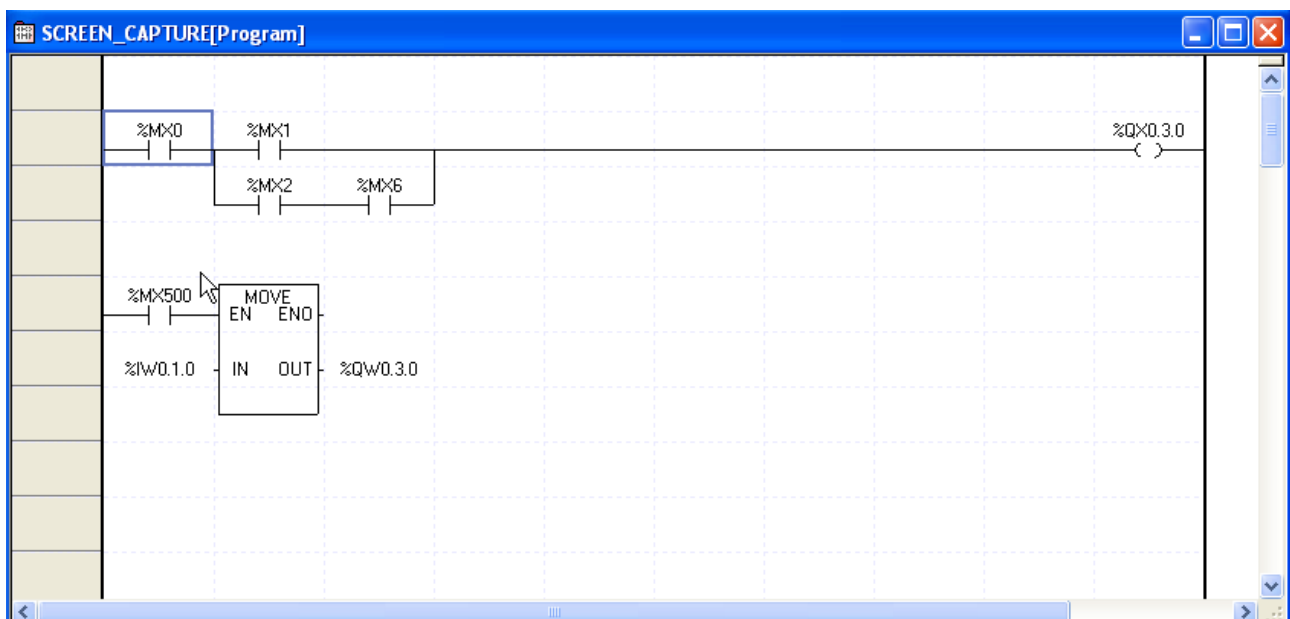 SCREEN_CAPTURE[Program]
%MX0 %MX1 %QX0.3.0
%MX2 %MX6
%MX500 MOVE
EN ENO
%IW0.1.0 IN OUT %QW0.3.0